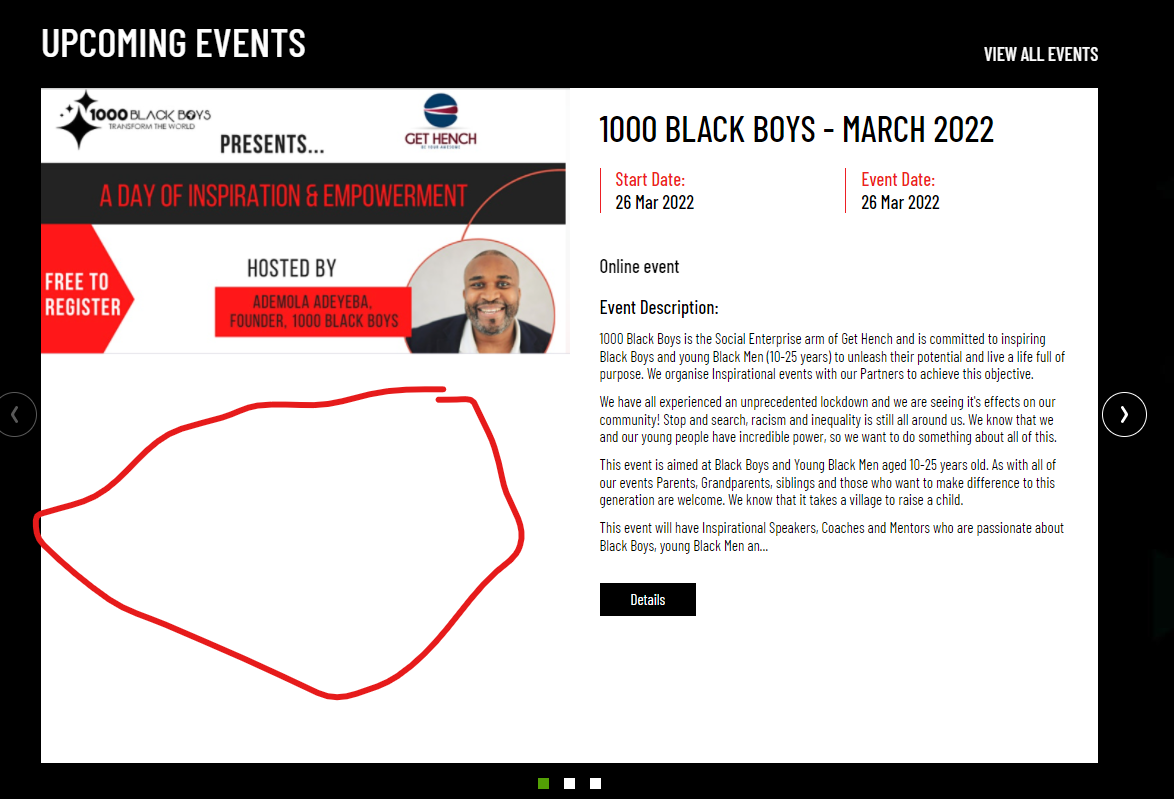 UPCOMING EVENTS
VIEW ALL EVENTS
1000 BLACK BOYS
TRANSFORM THE WORLD
PRESENTS...
GET HENCH
A DAY OF INSPIRATION & EMPOWERMENT
FREE TO
REGISTER
HOSTED BY
ADEMOLA ADEYEBA,
FOUNDER, 1000 BLACK BOYS
1000 BLACK BOYS - MARCH 2022
Start Date:
26 Mar 2022
Event Date:
26 Mar 2022
Online event
Event Description:
1000 Black Boys is the Social Enterprise arm of Get Hench and is committed to inspiring
Black Boys and young Black Men (10-25 years) to unleash their potential and live a life full of
purpose. We organise Inspirational events with our Partners to achieve this objective.
We have all experienced an unprecedented lockdown and we are seeing it's effects on our
community! Stop and search, racism and inequality is still all around us. We know that we
and our young people have incredible power, so we want to do something about all of this.
This event is aimed at Black Boys and Young Black Men aged 10-25 years old. As with all of
our events Parents, Grandparents, siblings and those who want to make difference to this
generation are welcome. We know that it takes a village to raise a child.
This event will have Inspirational Speakers, Coaches and Mentors who are passionate about
Black Boys, young Black Men an...
Details